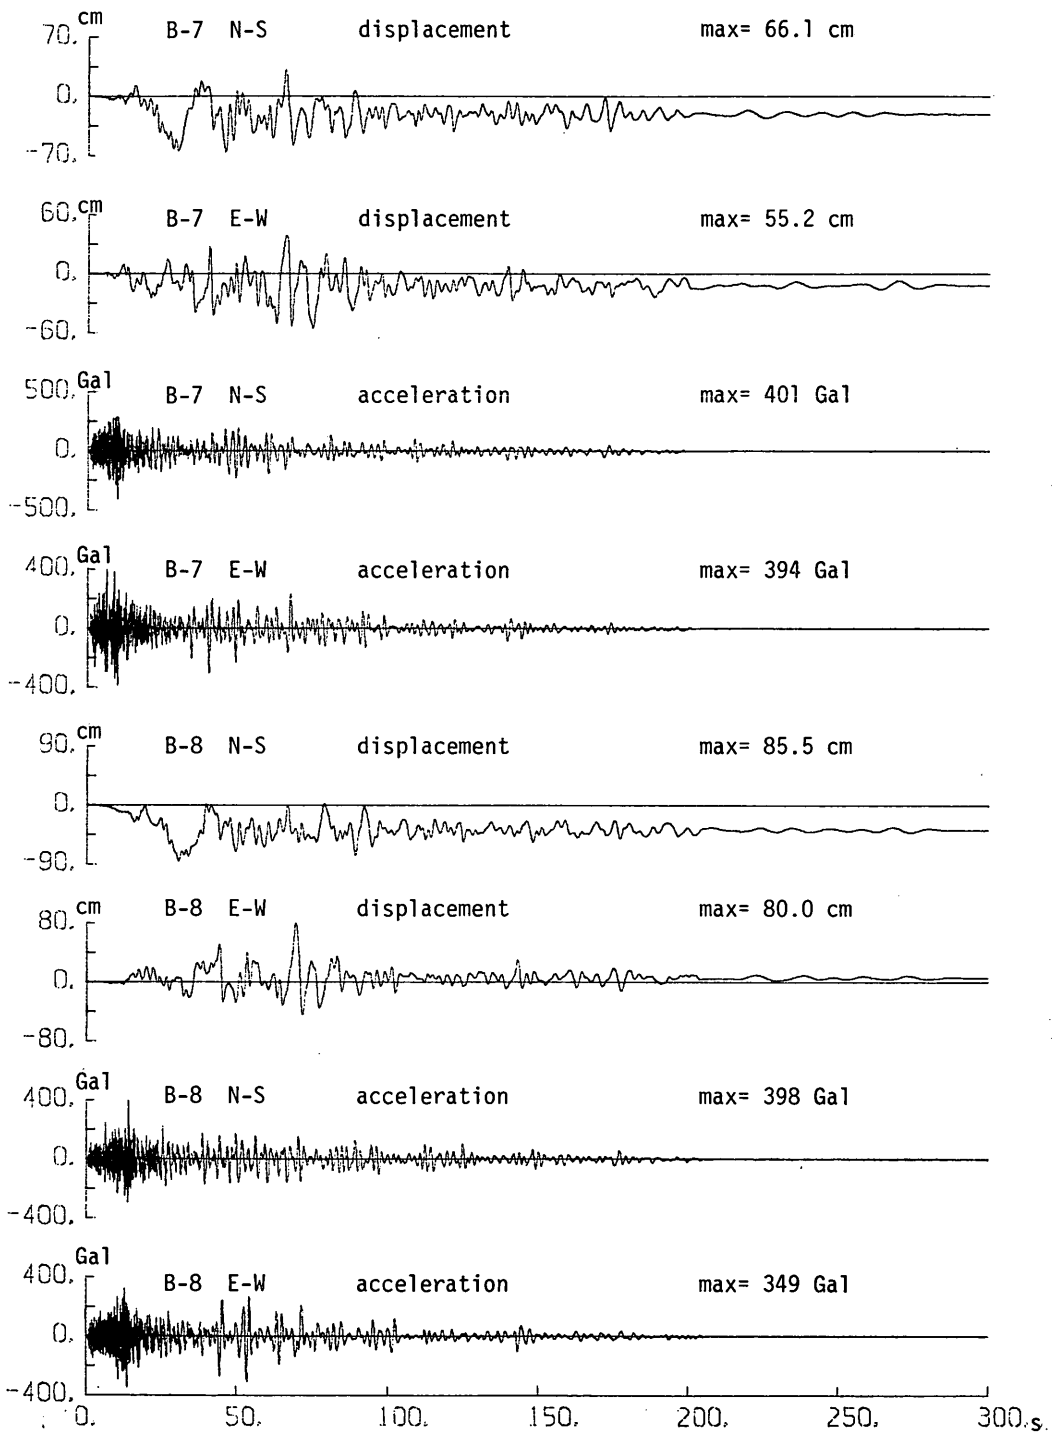 cm
70. B-7 N-S displacement max= 66.1 cm
0.
-70.
60. cm
B-7 E-W displacement max= 55.2 cm
0.
-60.
500. Gal
B-7 N-S acceleration max= 401 Gal
0.
-500.
400. Gal
B-7 E-W acceleration max= 394 Gal
0.
-400.
90. cm
B-8 N-S displacement max= 85.5 cm
0.
-90.
80. cm
B-8 E-W displacement max= 80.0 cm
0.
-80.
Gal
400. B-8 N-S acceleration max= 398 Gal
0.
-400.
Gal
400. B-8 E-W acceleration max= 349 Gal
0.
-400.
0. 50. 100. 150. 200. 250. 300. s.